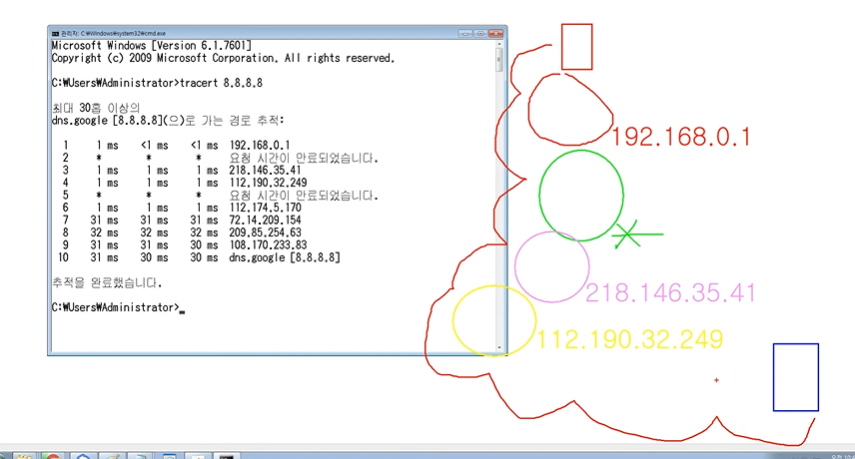 관리자: C:\Windows\system32\cmd.exe
Microsoft Windows [Version 6.1.7601]
Copyright (c) 2009 Microsoft Corporation. All rights reserved.
C:₩Users₩Administrator>tracert 8.8.8.8
최대 30홉 이상의
dns.google [8.8.8.8](으)로 가는 경로 추적:
1 1 ms <1 ms <1 ms 192.168.0.1
2 * * * 요청 시간이 만료되었습니다.
3 1 ms 1 ms 1 ms 218.146.35.41
4 1 ms 1 ms 1 ms 112.190.32.249
5 * * * 요청 시간이 만료되었습니다.
6 1 ms 1 ms 1 ms 112.174.5.170
7 31 ms 31 ms 31 ms 72.14.209.154
8 32 ms 32 ms 32 ms 209.85.254.63
9 31 ms 31 ms 30 ms 108.170.233.83
10 31 ms 30 ms 30 ms dns.google [8.8.8.8]
추적을 완료했습니다.
C:₩Users₩Administrator>
192.168.0.1
218.146.35.41
112.190.32.249